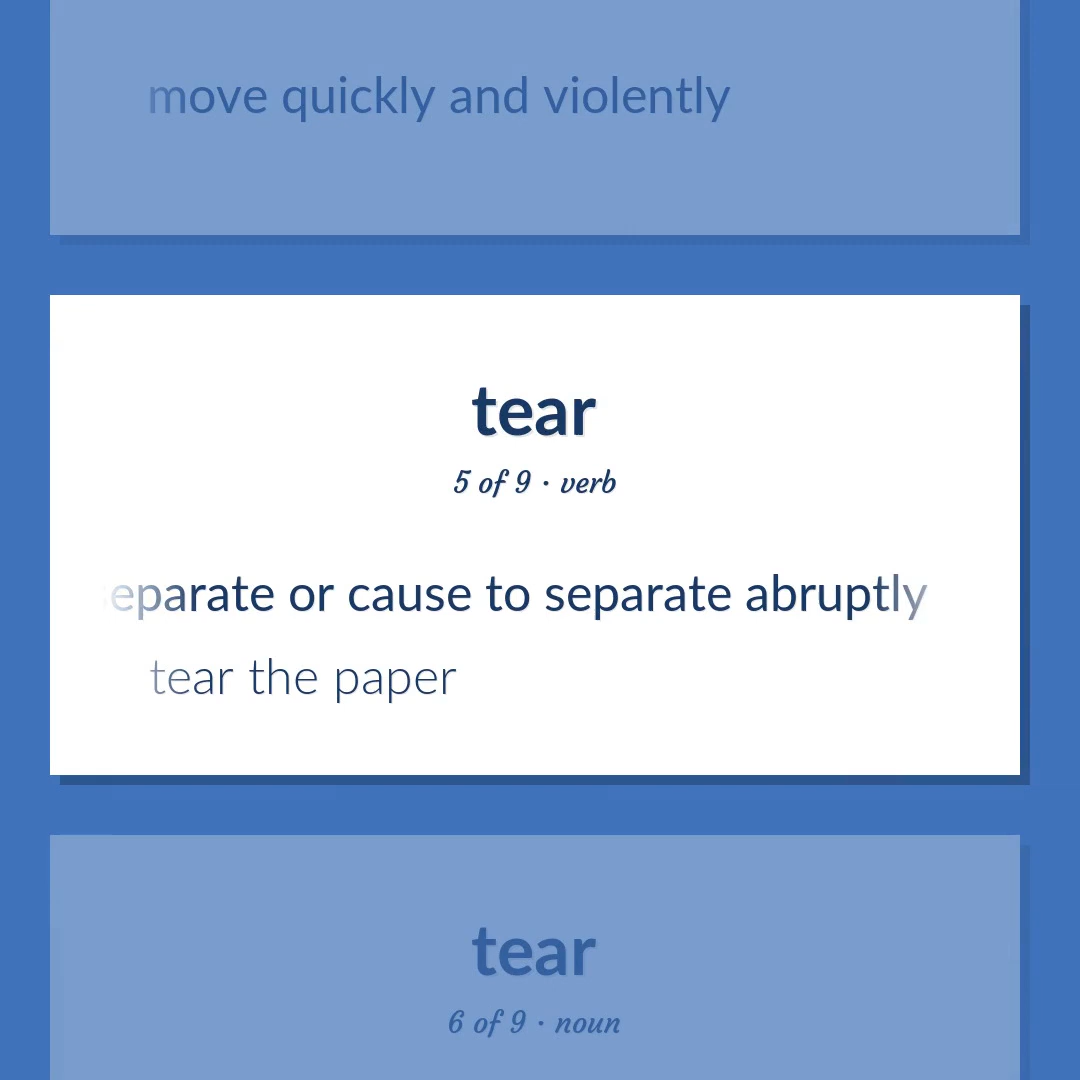 move quickly and violently
tear
5 of 9 · verb
separate or cause to separate abruptly
tear the paper
tear
6 of 9 · noun